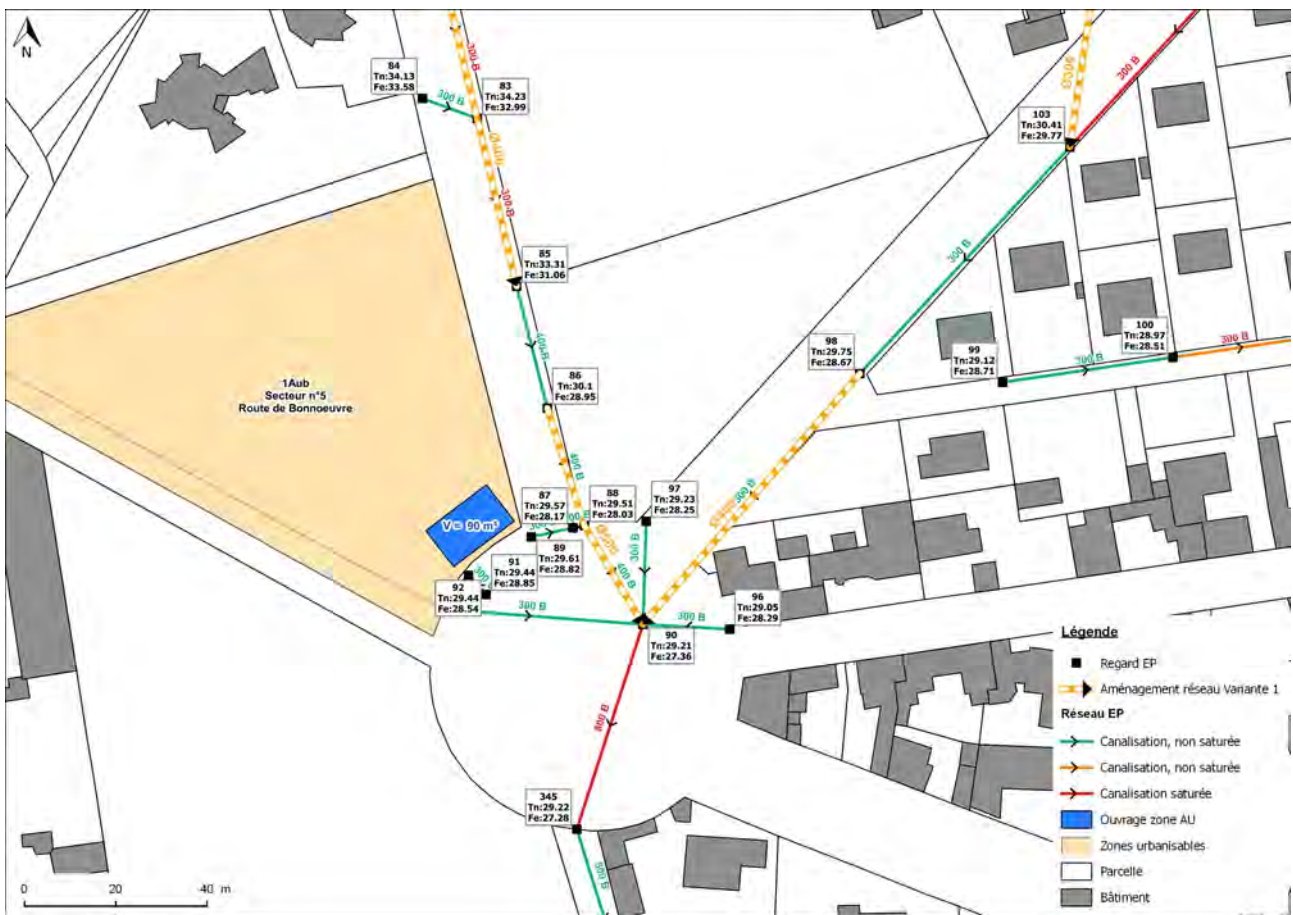 N
84
Tn:34.13
Fe:33.58
300 B
300 B
83
Tn:34.23
Fe:32.99
300 B
300 B
103
Tn:30.41
Fe:29.77
300 B
85
Tn:33.31
Fe:31.06
400 B
86
Tn:30.1
Fe:28.95
98
Tn:29.75
Fe:28.67
99
Tn:29.12
Fe:28.71
300 B
100
Tn:28.97
Fe:28.51
300 B
1Aub
Secteur n°5
Route de Bonnoeuvre
400 B
V = 90 m³
87
Tn:29.57
Fe:28.17
88
Tn:29.51
Fe:28.03
97
Tn:29.23
Fe:28.25
300 B
89
Tn:29.61
Fe:28.82
400 B
300 B
91
Tn:29.44
Fe:28.85
92
Tn:29.44
Fe:28.54
300 B
300 B
96
Tn:29.05
Fe:28.29
90
Tn:29.21
Fe:27.36
800 B
345
Tn:29.22
Fe:27.28
500 B
0 20 40 m
Légende
Regard EP
Aménagement réseau Variante 1
Réseau EP
Canalisation, non saturée
Canalisation, non saturée
Canalisation saturée
Ouvrage zone AU
Zones urbanisables
Parcelle
Bâtiment